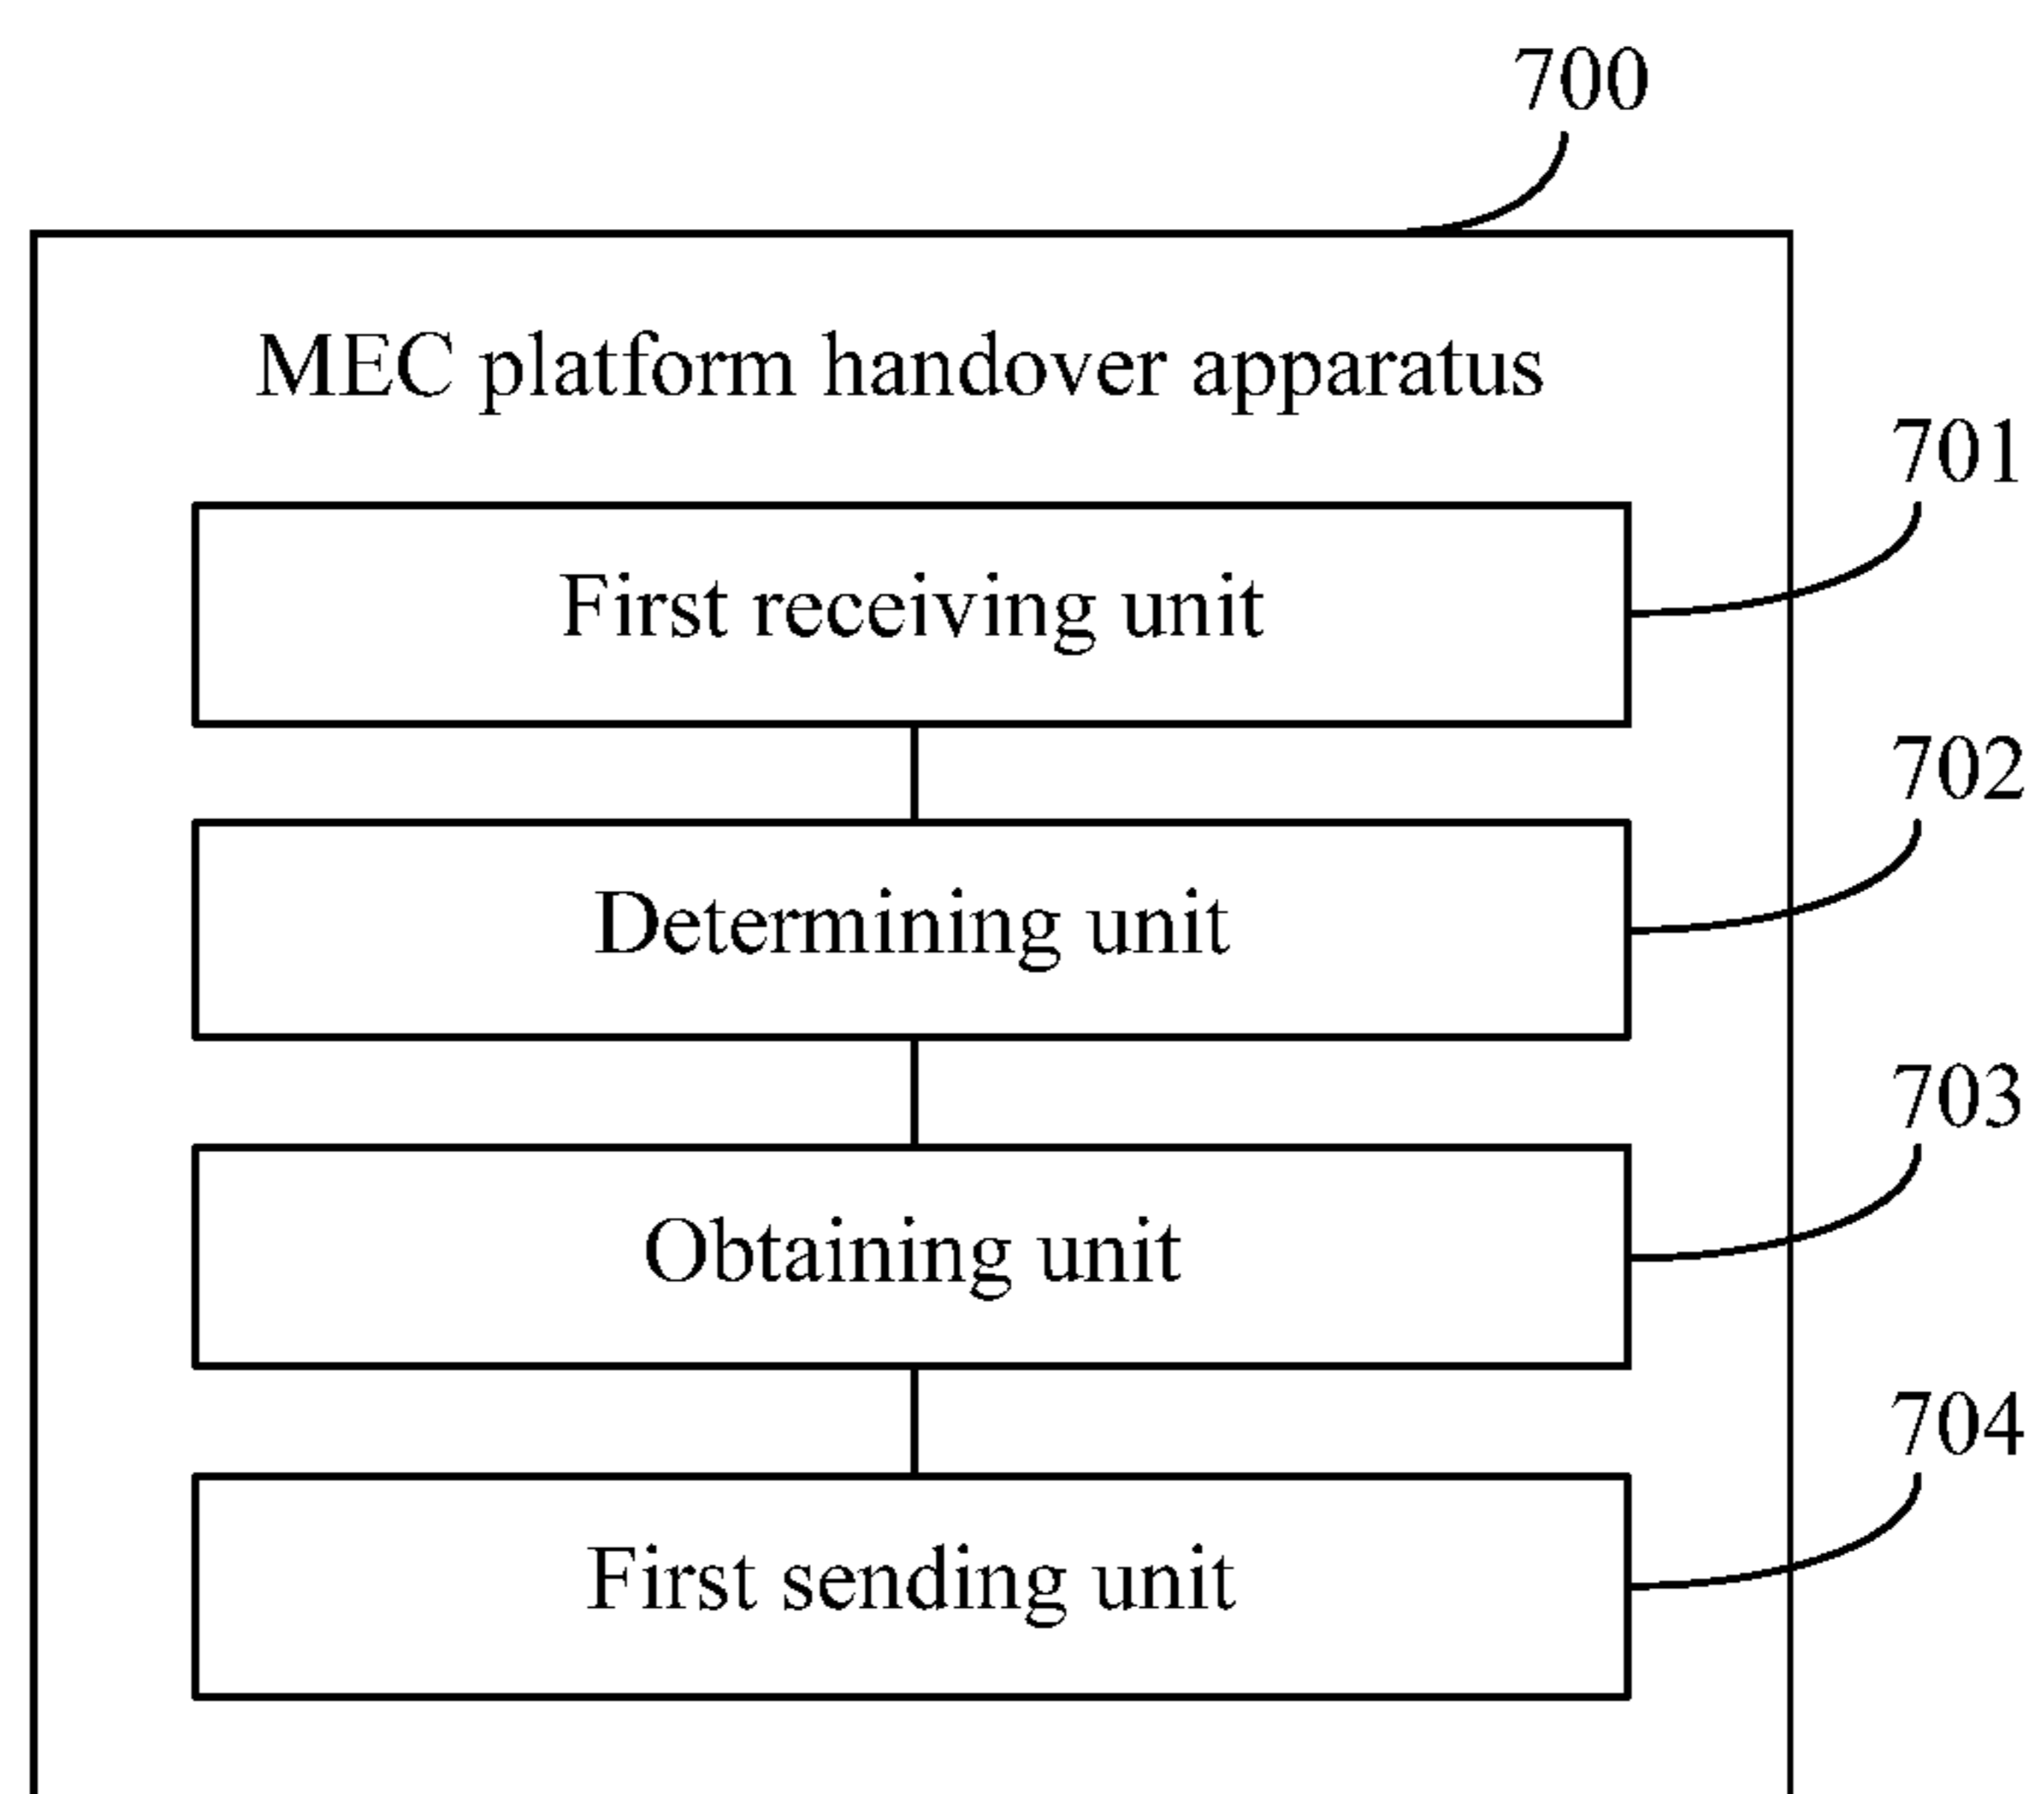 700
MEC platform handover apparatus
701
First receiving unit
702
Determining unit
703
Obtaining unit
704
First sending unit